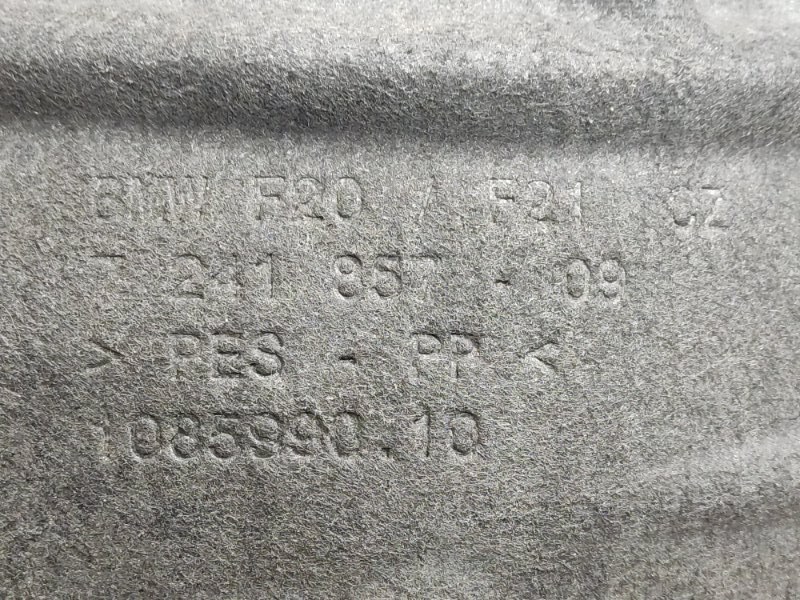 BMW F20 / F21 CZ
7 241 857 - 09
> PES - PP <
1085990.10